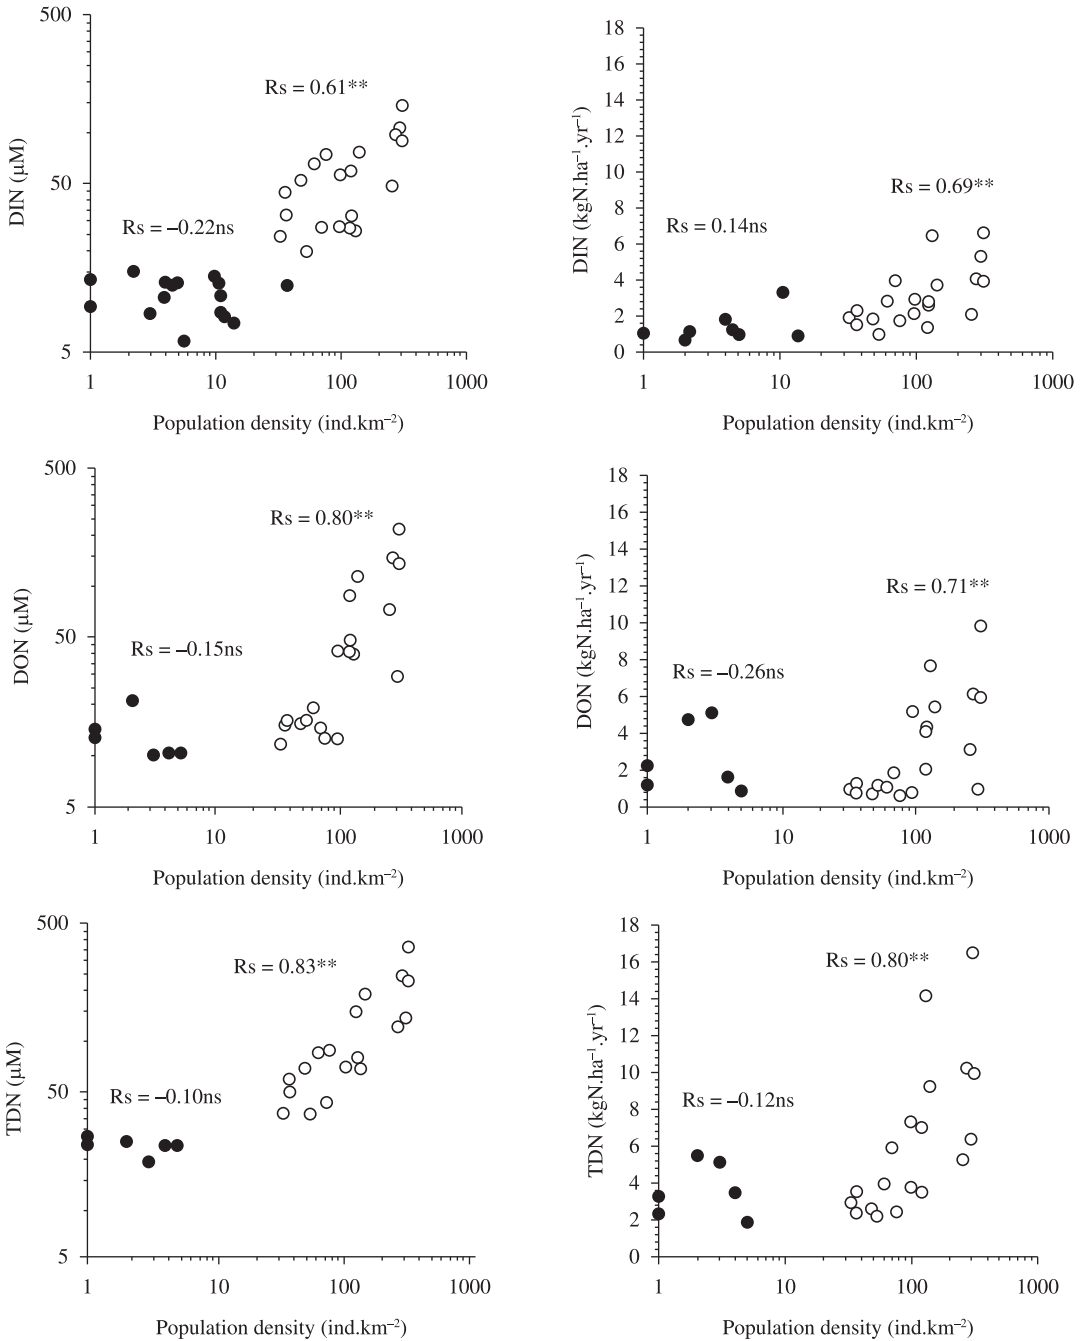 500
50
5
DIN (μM)
Rs = 0.61**
Rs = –0.22ns
1 10 100 1000
Population density (ind.km–2)
18
16
14
12
10
8
6
4
2
0
DIN (kgN.ha–1.yr–1)
Rs = 0.69**
Rs = 0.14ns
1 10 100 1000
Population density (ind.km–2)
500
50
5
DON (μM)
Rs = 0.80**
Rs = –0.15ns
1 10 100 1000
Population density (ind.km–2)
18
16
14
12
10
8
6
4
2
0
DON (kgN.ha–1.yr–1)
Rs = 0.71**
Rs = –0.26ns
1 10 100 1000
Population density (ind.km–2)
500
50
5
TDN (μM)
Rs = 0.83**
Rs = –0.10ns
1 10 100 1000
Population density (ind.km–2)
18
16
14
12
10
8
6
4
2
0
TDN (kgN.ha–1.yr–1)
Rs = 0.80**
Rs = –0.12ns
1 10 100 1000
Population density (ind.km–2)